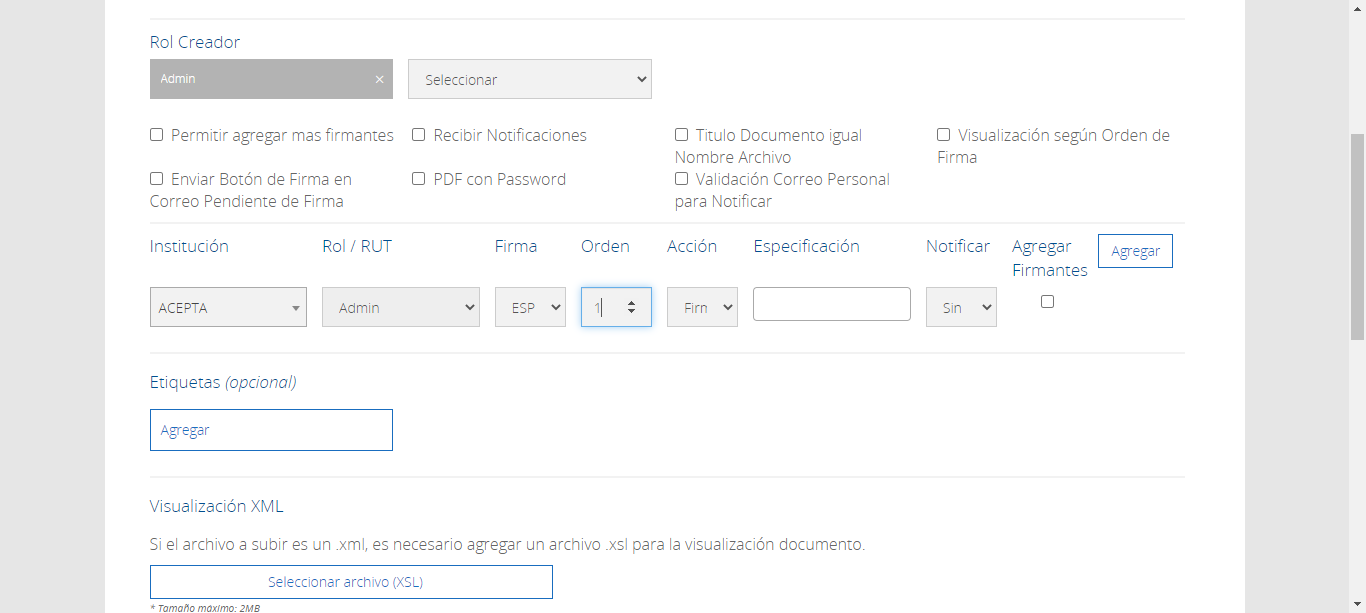 Rol Creador
Admin ×
Seleccionar
Permitir agregar mas firmantes
Recibir Notificaciones
Titulo Documento igual
Nombre Archivo
Visualización según Orden de
Firma
Enviar Botón de Firma en
Correo Pendiente de Firma
PDF con Password
Validación Correo Personal
para Notificar
Institución Rol / RUT Firma Orden Acción Especificación Notificar Agregar
Firmantes
Agregar
ACEPTA Admin ESP 1 Firn Sin
Etiquetas (opcional)
Agregar
Visualización XML
Si el archivo a subir es un .xml, es necesario agregar un archivo .xsl para la visualización documento.
Seleccionar archivo (XSL)
* Tamaño máximo: 2MB